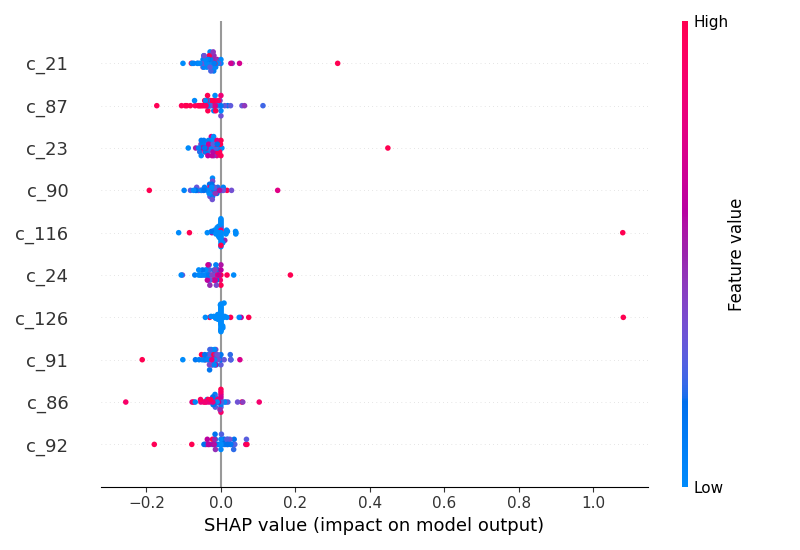 High
c_21
c_87
c_23
c_90
c_116
c_24
c_126
c_91
c_86
c_92
Feature value
Low
−0.2 0.0 0.2 0.4 0.6 0.8 1.0
SHAP value (impact on model output)